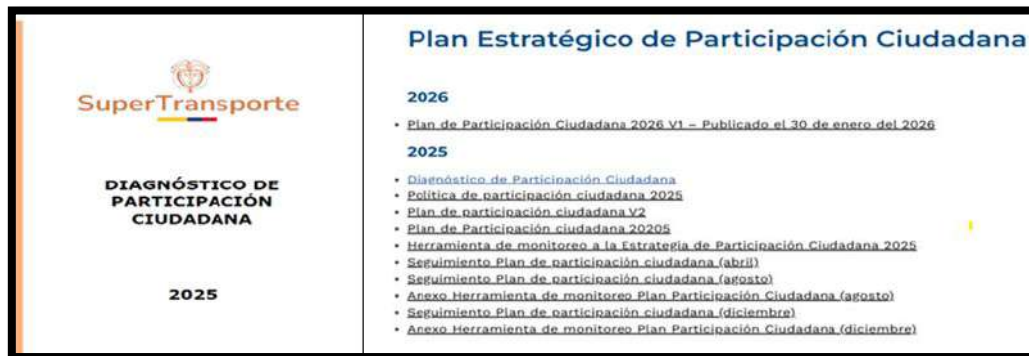 SuperTransporte
DIAGNÓSTICO DE
PARTICIPACIÓN
CIUDADANA
2025
Plan Estratégico de Participación Ciudadana
2026
• Plan de Participación Ciudadana 2026 V1 – Publicado el 30 de enero del 2026
2025
• Diagnóstico de Participación Ciudadana
• Política de participación ciudadana 2025
• Plan de participación ciudadana V2
• Plan de Participación ciudadana 20205
• Herramienta de monitoreo a la Estrategia de Participación Ciudadana 2025
• Seguimiento Plan de participación ciudadana (abril)
• Seguimiento Plan de participación ciudadana (agosto)
• Anexo Herramienta de monitoreo Plan Participación Ciudadana (agosto)
• Seguimiento Plan de participación ciudadana (diciembre)
• Anexo Herramienta de monitoreo Plan Participación Ciudadana (diciembre)